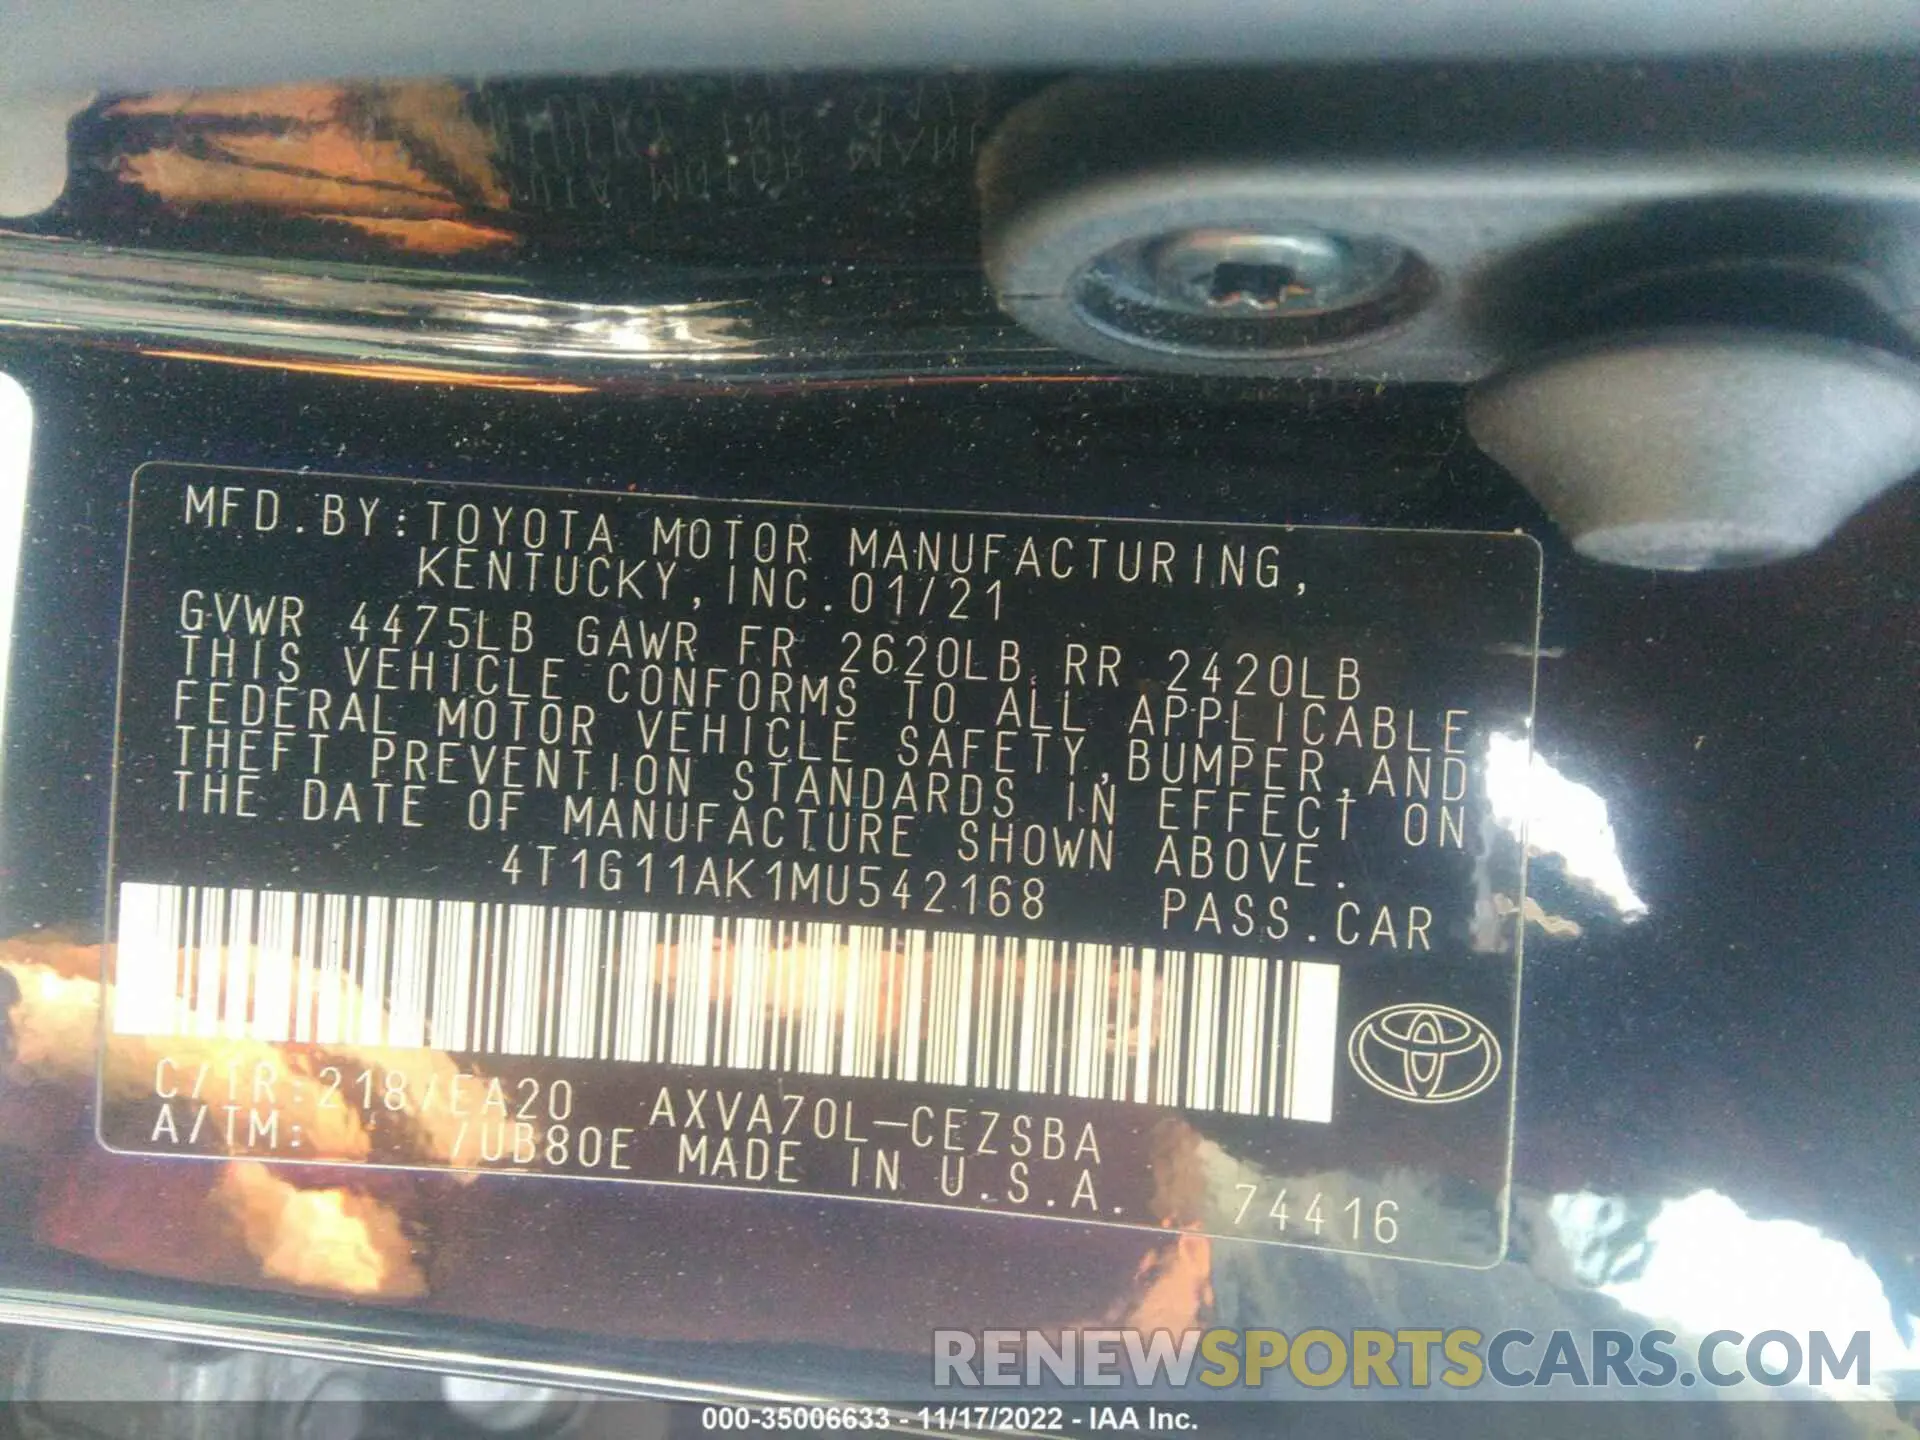 MFD.BY:TOYOTA MOTOR MANUFACTURING,
KENTUCKY,INC.01/21
GVWR 4475LB GAWR FR 2620LB RR 2420LB
THIS VEHICLE CONFORMS TO ALL APPLICABLE
FEDERAL MOTOR VEHICLE SAFETY,BUMPER,AND
THEFT PREVENTION STANDARDS IN EFFECT ON
THE DATE OF MANUFACTURE SHOWN ABOVE.
4T1G11AK1MU542168 PASS.CAR
C/TR:218/EA20 AXVA70L-CEZSBA
A/TM: /UB80E MADE IN U.S.A.
74416
RENEWSPORTSCARS.COM
000-35006633 - 11/17/2022 - IAA Inc.